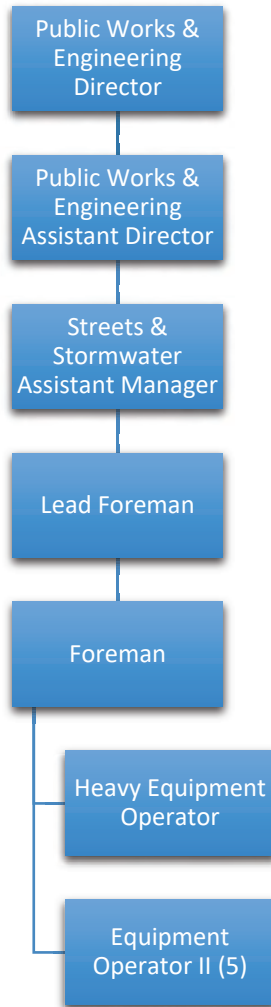 Public Works &
Engineering
Director
Public Works &
Engineering
Assistant Director
Streets &
Stormwater
Assistant Manager
Lead Foreman
Foreman
Heavy Equipment
Operator
Equipment
Operator II (5)